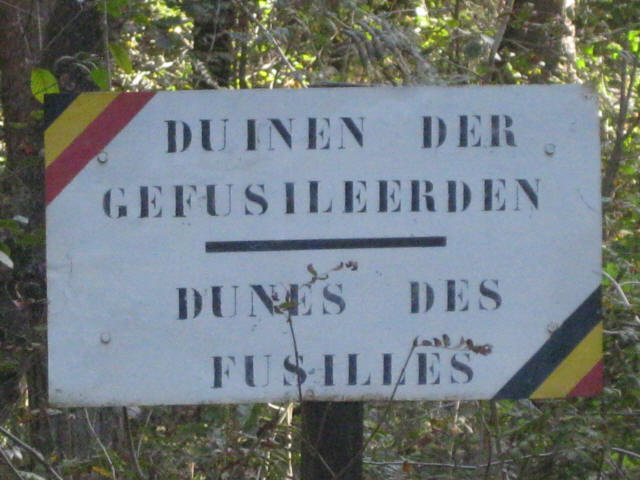 DUINEN DER
GEFUSILEERDEN
DUNES DES
FUSILLES